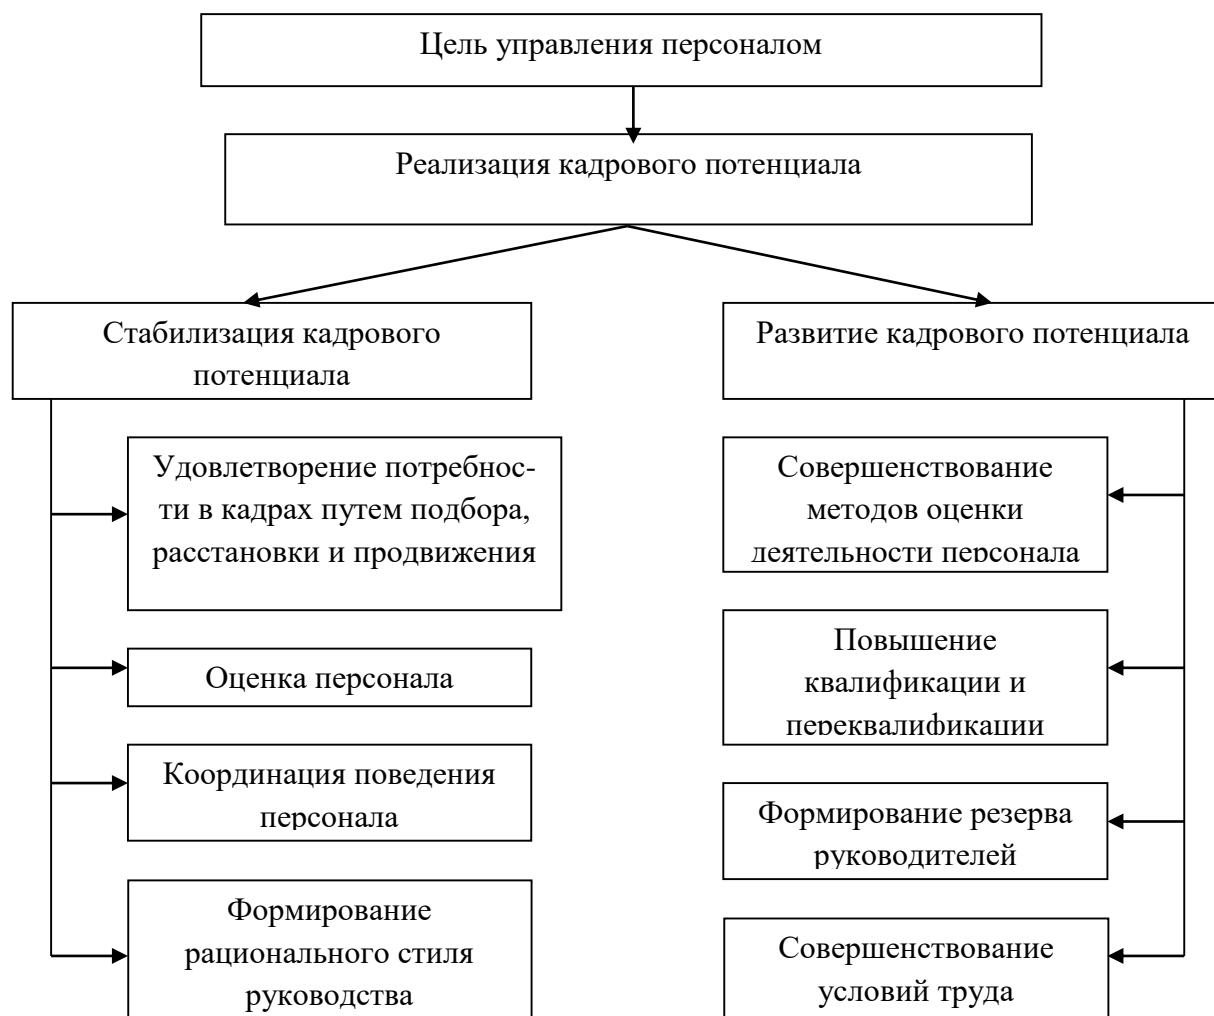 Цель управления персоналом
Реализация кадрового потенциала
Стабилизация кадрового
потенциала
Развитие кадрового потенциала
Удовлетворение потребнос-
ти в кадрах путем подбора,
расстановки и продвижения
Оценка персонала
Координация поведения
персонала
Формирование
рационального стиля
руководства
Совершенствование
методов оценки
деятельности персонала
Повышение
квалификации и
переквалификации
Формирование резерва
руководителей
Совершенствование
условий труда